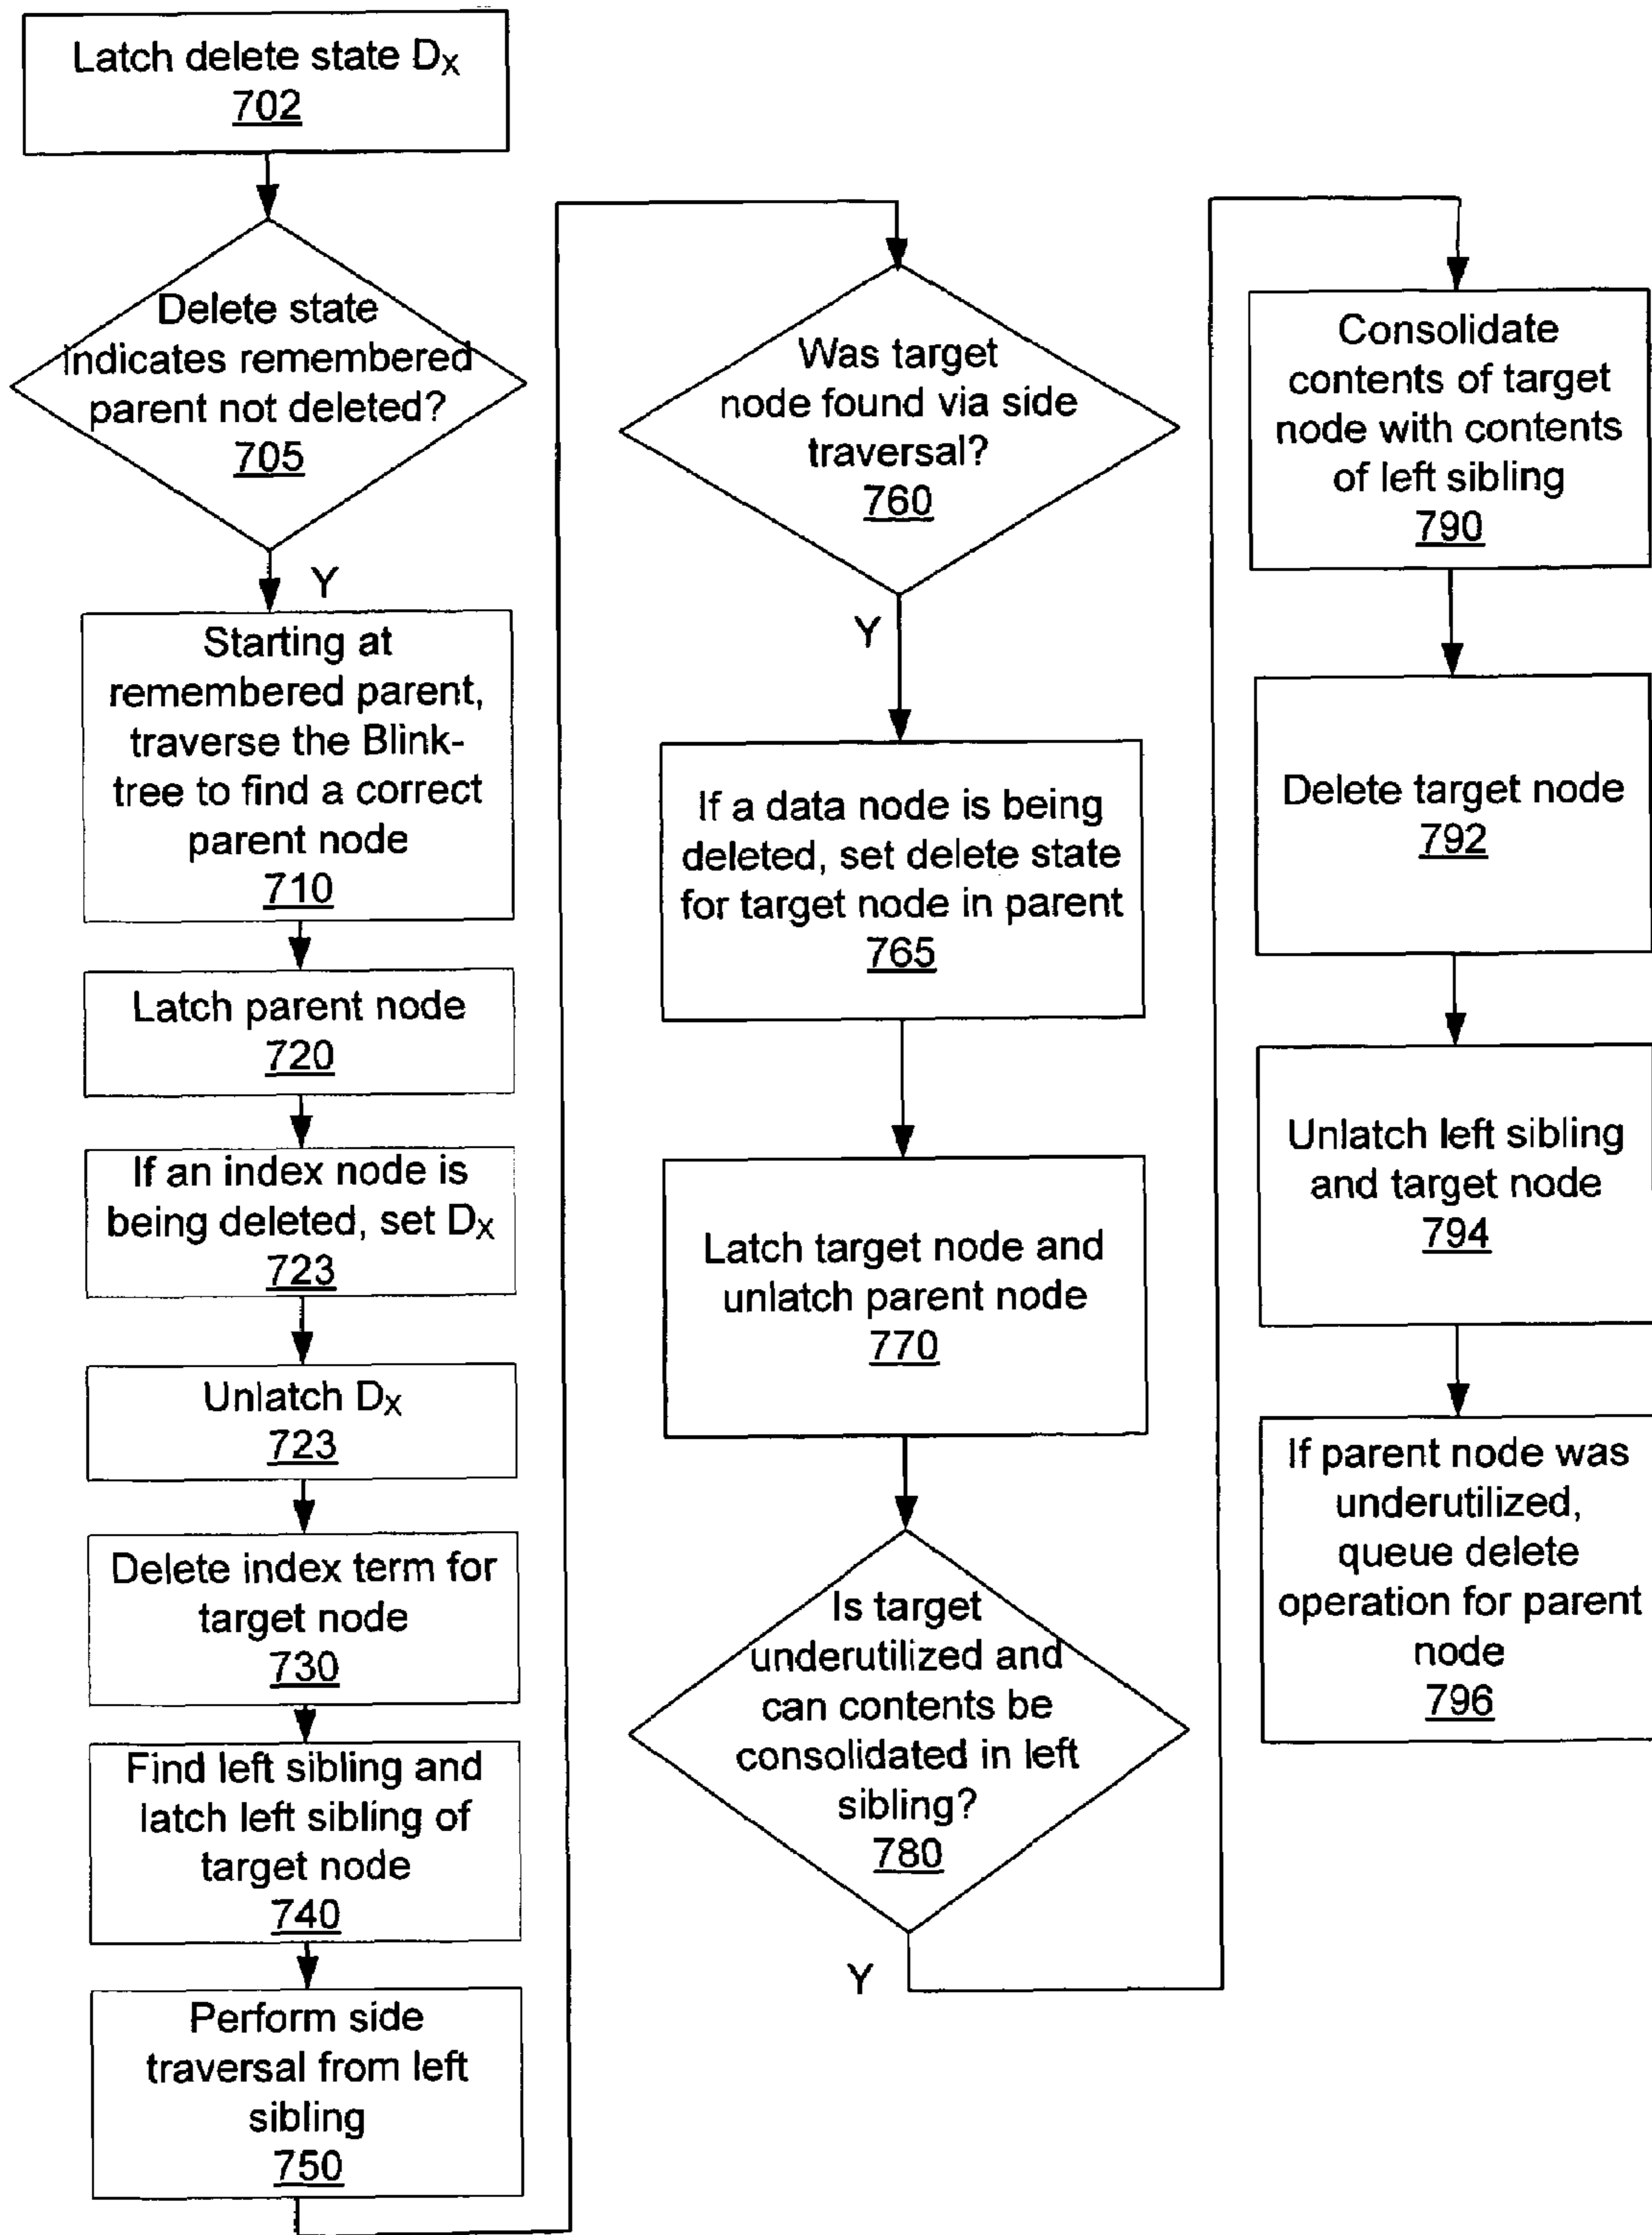 Latch delete state DX
702
Delete state
indicates remembered
parent not deleted?
705
Y
Starting at
remembered parent,
traverse the Blink-
tree to find a correct
parent node
710
Latch parent node
720
If an index node is
being deleted, set DX
723
Unlatch DX
723
Delete index term for
target node
730
Find left sibling and
latch left sibling of
target node
740
Perform side
traversal from left
sibling
750
Was target
node found via side
traversal?
760
Y
If a data node is being
deleted, set delete state
for target node in parent
765
Latch target node and
unlatch parent node
770
Is target
underutilized and
can contents be
consolidated in left
sibling?
780
Y
Consolidate
contents of target
node with contents
of left sibling
790
Delete target node
792
Unlatch left sibling
and target node
794
If parent node was
underutilized,
queue delete
operation for parent
node
796